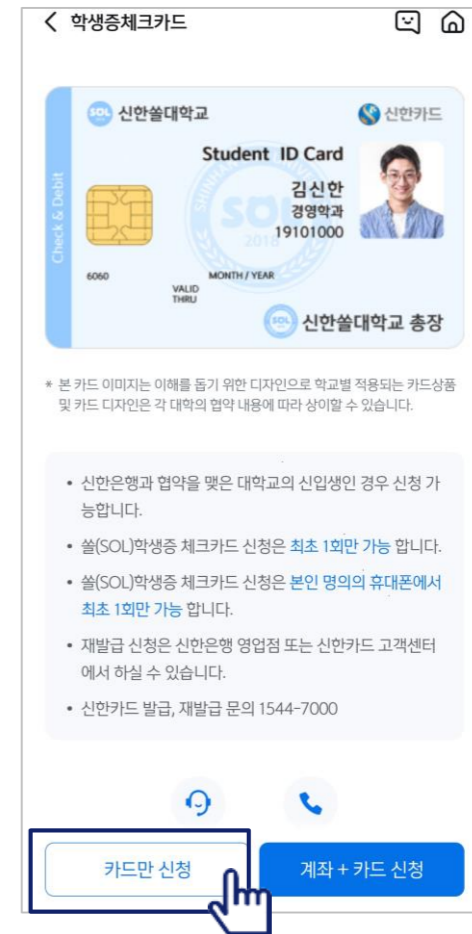 학생증체크카드
SOL 신한쏠대학교
신한카드
Check & Debit
Student ID Card
김신한
경영학과
19101000
SOL
2018
6060
MONTH / YEAR
VALID
THRU
SOL 신한쏠대학교 총장
* 본 카드 이미지는 이해를 돕기 위한 디자인으로 학교별 적용되는 카드상품
및 카드 디자인은 각 대학의 협약 내용에 따라 상이할 수 있습니다.
• 신한은행과 협약을 맺은 대학교의 신입생인 경우 신청 가
능합니다.
• 쏠(SOL)학생증 체크카드 신청은 최초 1회만 가능 합니다.
• 쏠(SOL)학생증 체크카드 신청은 본인 명의의 휴대폰에서
최초 1회만 가능 합니다.
• 재발급 신청은 신한은행 영업점 또는 신한카드 고객센터
에서 하실 수 있습니다.
• 신한카드 발급, 재발급 문의 1544-7000
카드만 신청
계좌 + 카드 신청